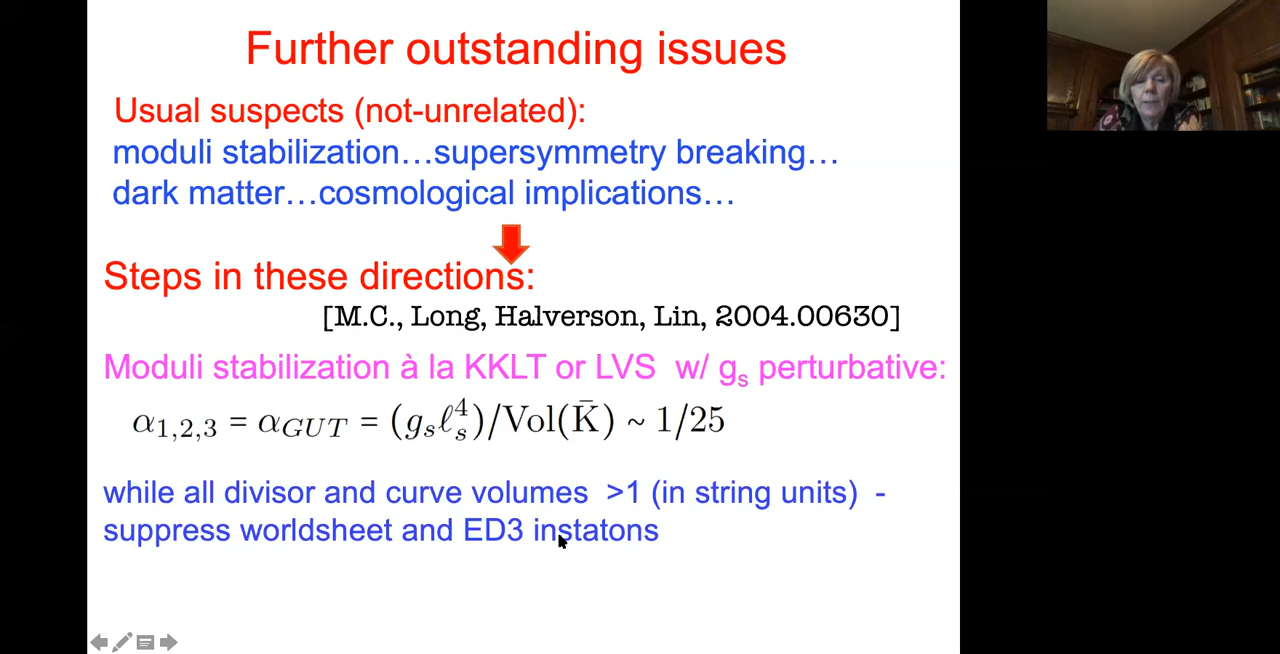 Further outstanding issues
Usual suspects (not-unrelated):
moduli stabilization…supersymmetry breaking…
dark matter…cosmological implications…
Steps in these directions:
[M.C., Long, Halverson, Lin, 2004.00630]
Moduli stabilization à la KKLT or LVS w/ gₛ perturbative:
α₁,₂,₃ = α_GUT = (gₛℓₛ⁴)/Vol(K̄) ~ 1/25
while all divisor and curve volumes >1 (in string units) -
suppress worldsheet and ED3 instatons